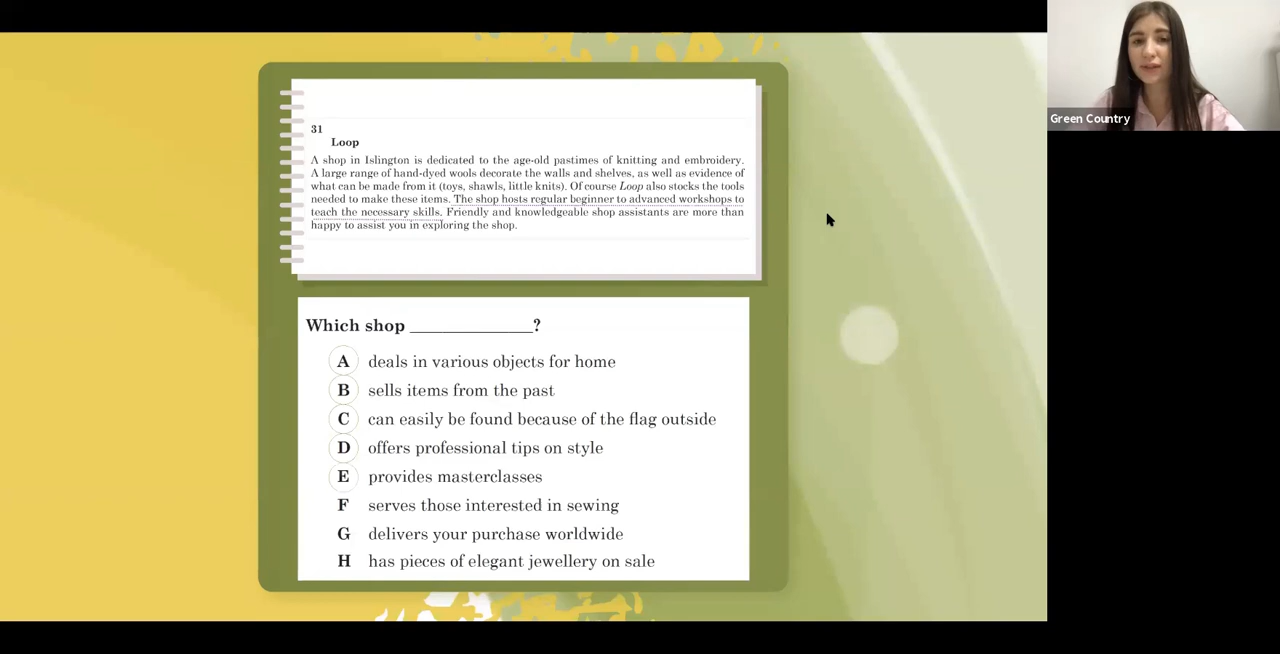 31
Loop
A shop in Islington is dedicated to the age-old pastimes of knitting and embroidery.
A large range of hand-dyed wools decorate the walls and shelves, as well as evidence of
what can be made from it (toys, shawls, little knits). Of course Loop also stocks the tools
needed to make these items. The shop hosts regular beginner to advanced workshops to
teach the necessary skills. Friendly and knowledgeable shop assistants are more than
happy to assist you in exploring the shop.
Which shop ______________?
A deals in various objects for home
B sells items from the past
C can easily be found because of the flag outside
D offers professional tips on style
E provides masterclasses
F serves those interested in sewing
G delivers your purchase worldwide
H has pieces of elegant jewellery on sale
Green Country